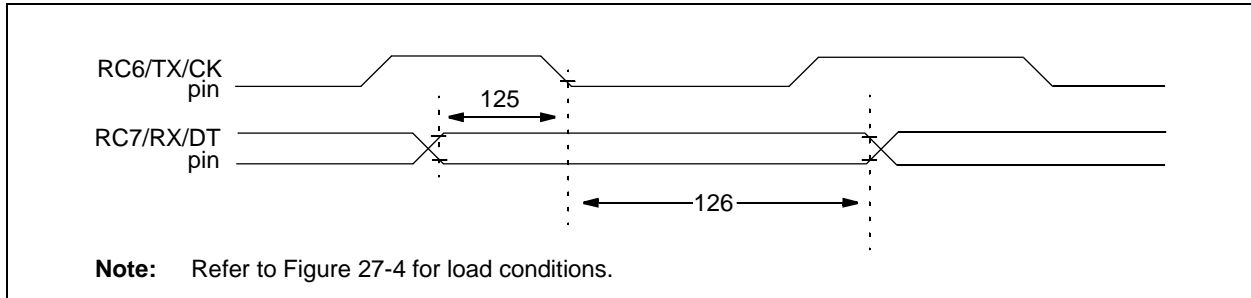 RC6/TX/CK
pin
125
RC7/RX/DT
pin
126
Note: Refer to Figure 27-4 for load conditions.